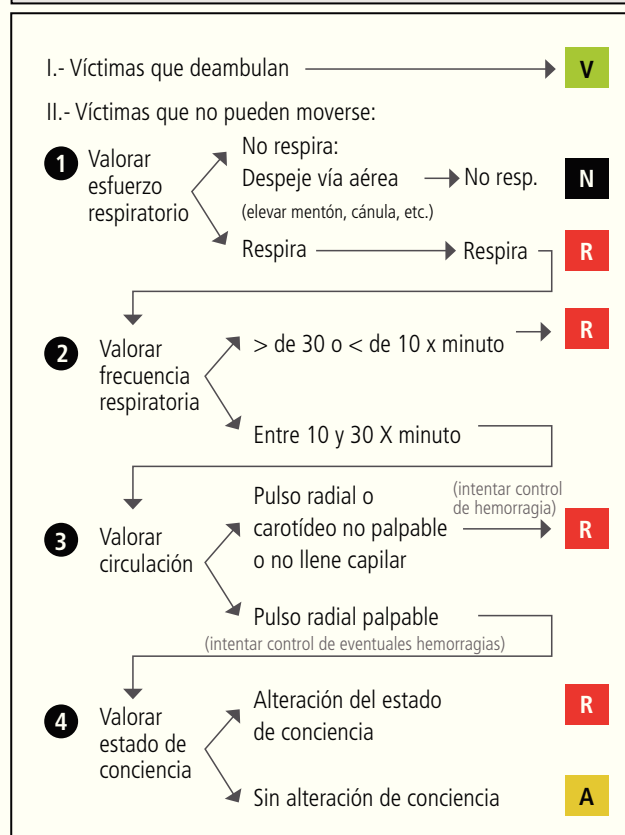 I.- Víctimas que deambulan V
II.- Víctimas que no pueden moverse:
1 Valorar esfuerzo respiratorio
No respira:
Despeje vía aérea No resp. N
(elevar mentón, cánula, etc.)
Respira Respira R
2 Valorar frecuencia respiratoria
> de 30 o < de 10 x minuto R
Entre 10 y 30 X minuto
3 Valorar circulación
Pulso radial o
carotídeo no palpable
o no llene capilar
(intentar control
de hemorragia)
R
Pulso radial palpable
(intentar control de eventuales hemorragias)
4 Valorar estado de conciencia
Alteración del estado
de conciencia
R
Sin alteración de conciencia A